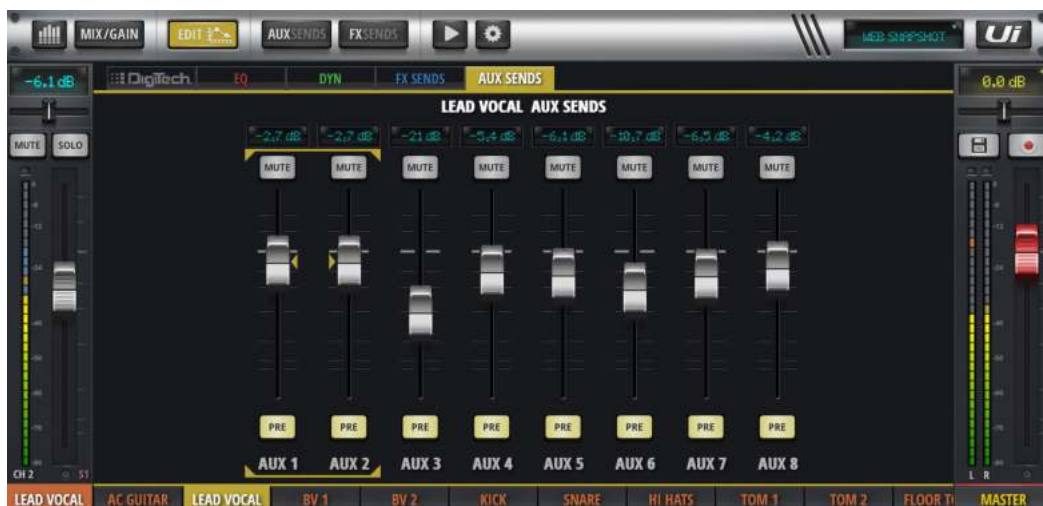 MIX/GAIN EDIT AUXSENDS FXSENDS WEB SNAPSHOT Ui
-6.1 dB DigiTech EQ DYN FX SENDS AUX SENDS 0.0 dB
LEAD VOCAL AUX SENDS
-2.7 dB -2.7 dB -21 dB -5.4 dB -6.1 dB -10.7 dB -6.5 dB -4.2 dB
MUTE SOLO MUTE MUTE MUTE MUTE MUTE MUTE MUTE MUTE
PRE PRE PRE PRE PRE PRE PRE PRE
AUX 1 AUX 2 AUX 3 AUX 4 AUX 5 AUX 6 AUX 7 AUX 8
CH 2 S1 L R
LEAD VOCAL AC GUITAR LEAD VOCAL BV 1 BV 2 KICK SNARE HI HATS TOM 1 TOM 2 FLOOR MASTER